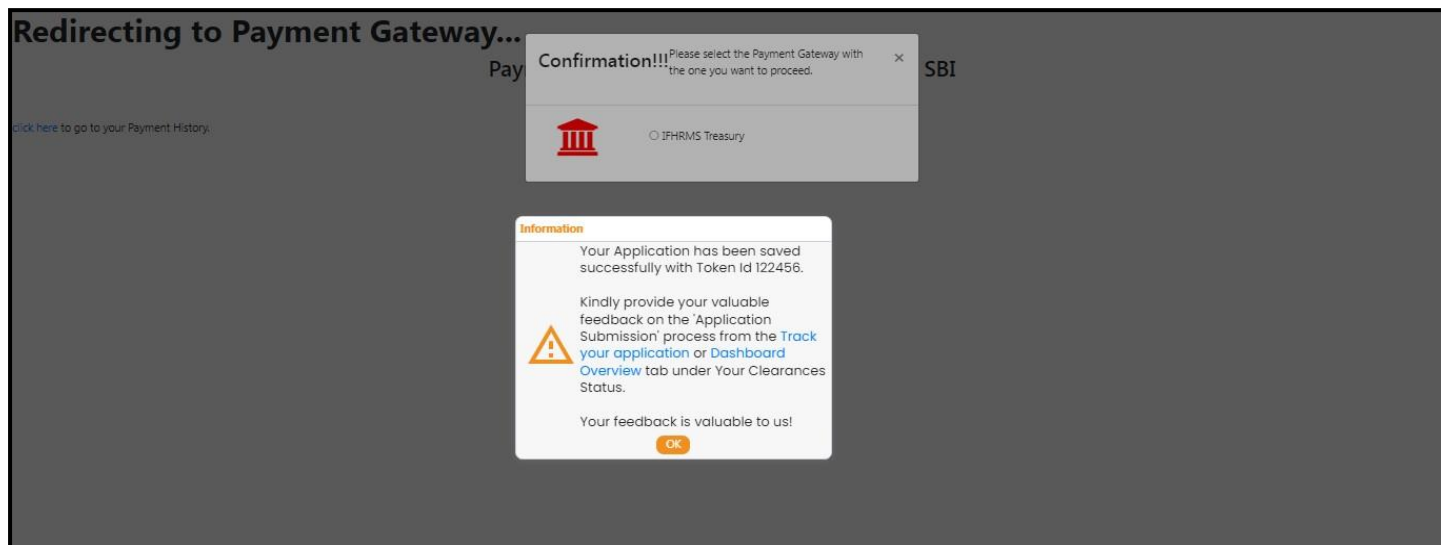 Redirecting to Payment Gateway...
Confirmation!!! Please select the Payment Gateway with
the one you want to proceed.
×
Pay
SBI
click here to go to your Payment History.
IFHRMS Treasury
Information
Your Application has been saved
successfully with Token Id 122456.
Kindly provide your valuable
feedback on the 'Application
Submission' process from the Track
your application or Dashboard
Overview tab under Your Clearances
Status.
Your feedback is valuable to us!
OK